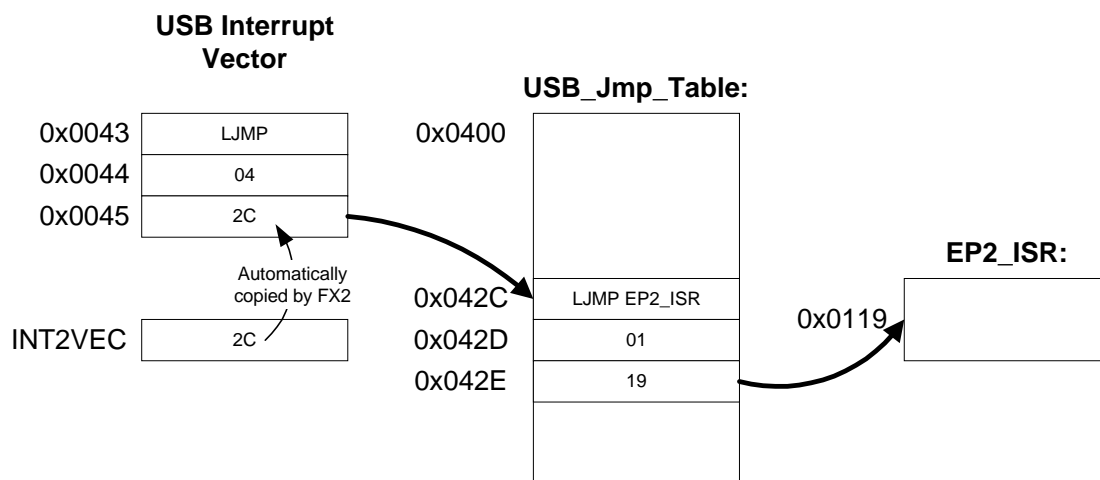 USB Interrupt
Vector
USB_Jmp_Table:
0x0043
LJMP
0x0400
0x0044
04
0x0045
2C
EP2_ISR:
Automatically
copied by FX2
0x042C
LJMP EP2_ISR
0x0119
INT2VEC
2C
0x042D
01
0x042E
19